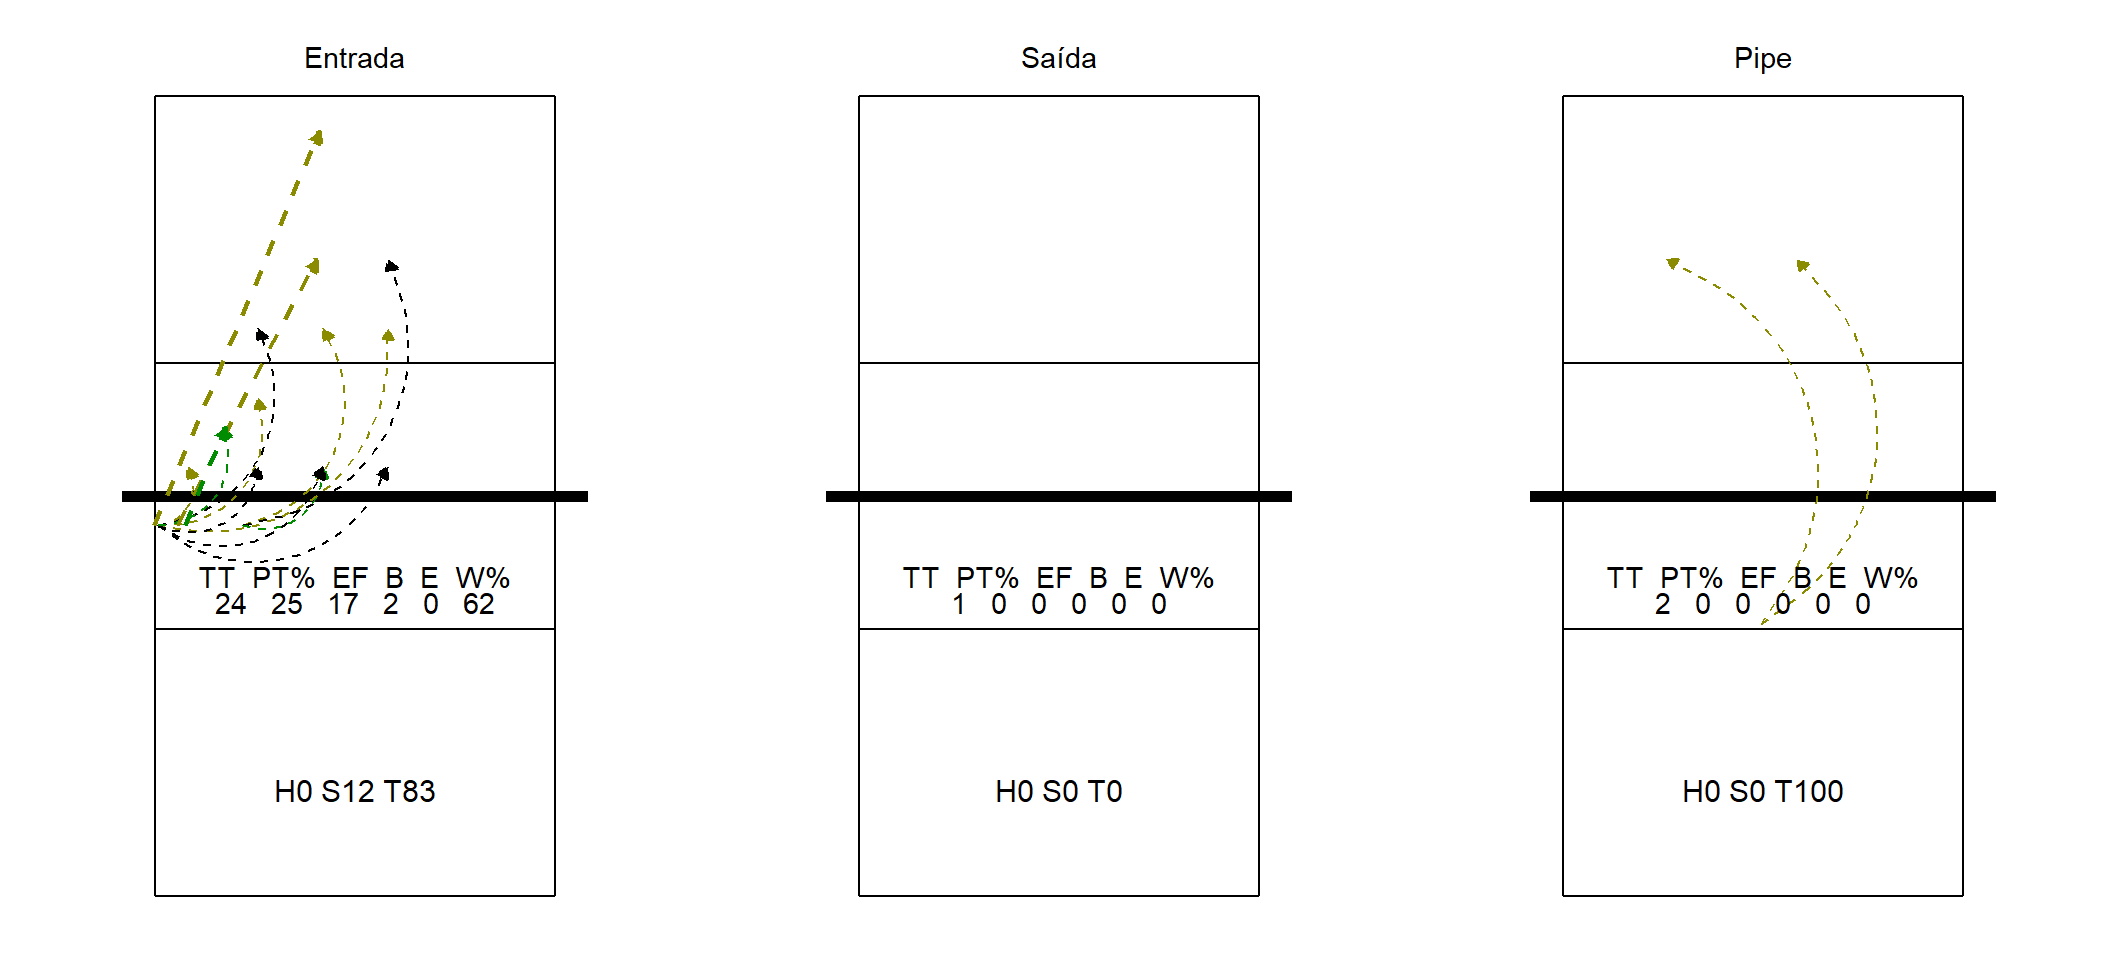 Entrada
TT PT% EF B E W%
24 25 17 2 0 62
H0 S12 T83
Saída
TT PT% EF B E W%
1 0 0 0 0 0
H0 S0 T0
Pipe
TT PT% EF B E W%
2 0 0 0 0 0
H0 S0 T100